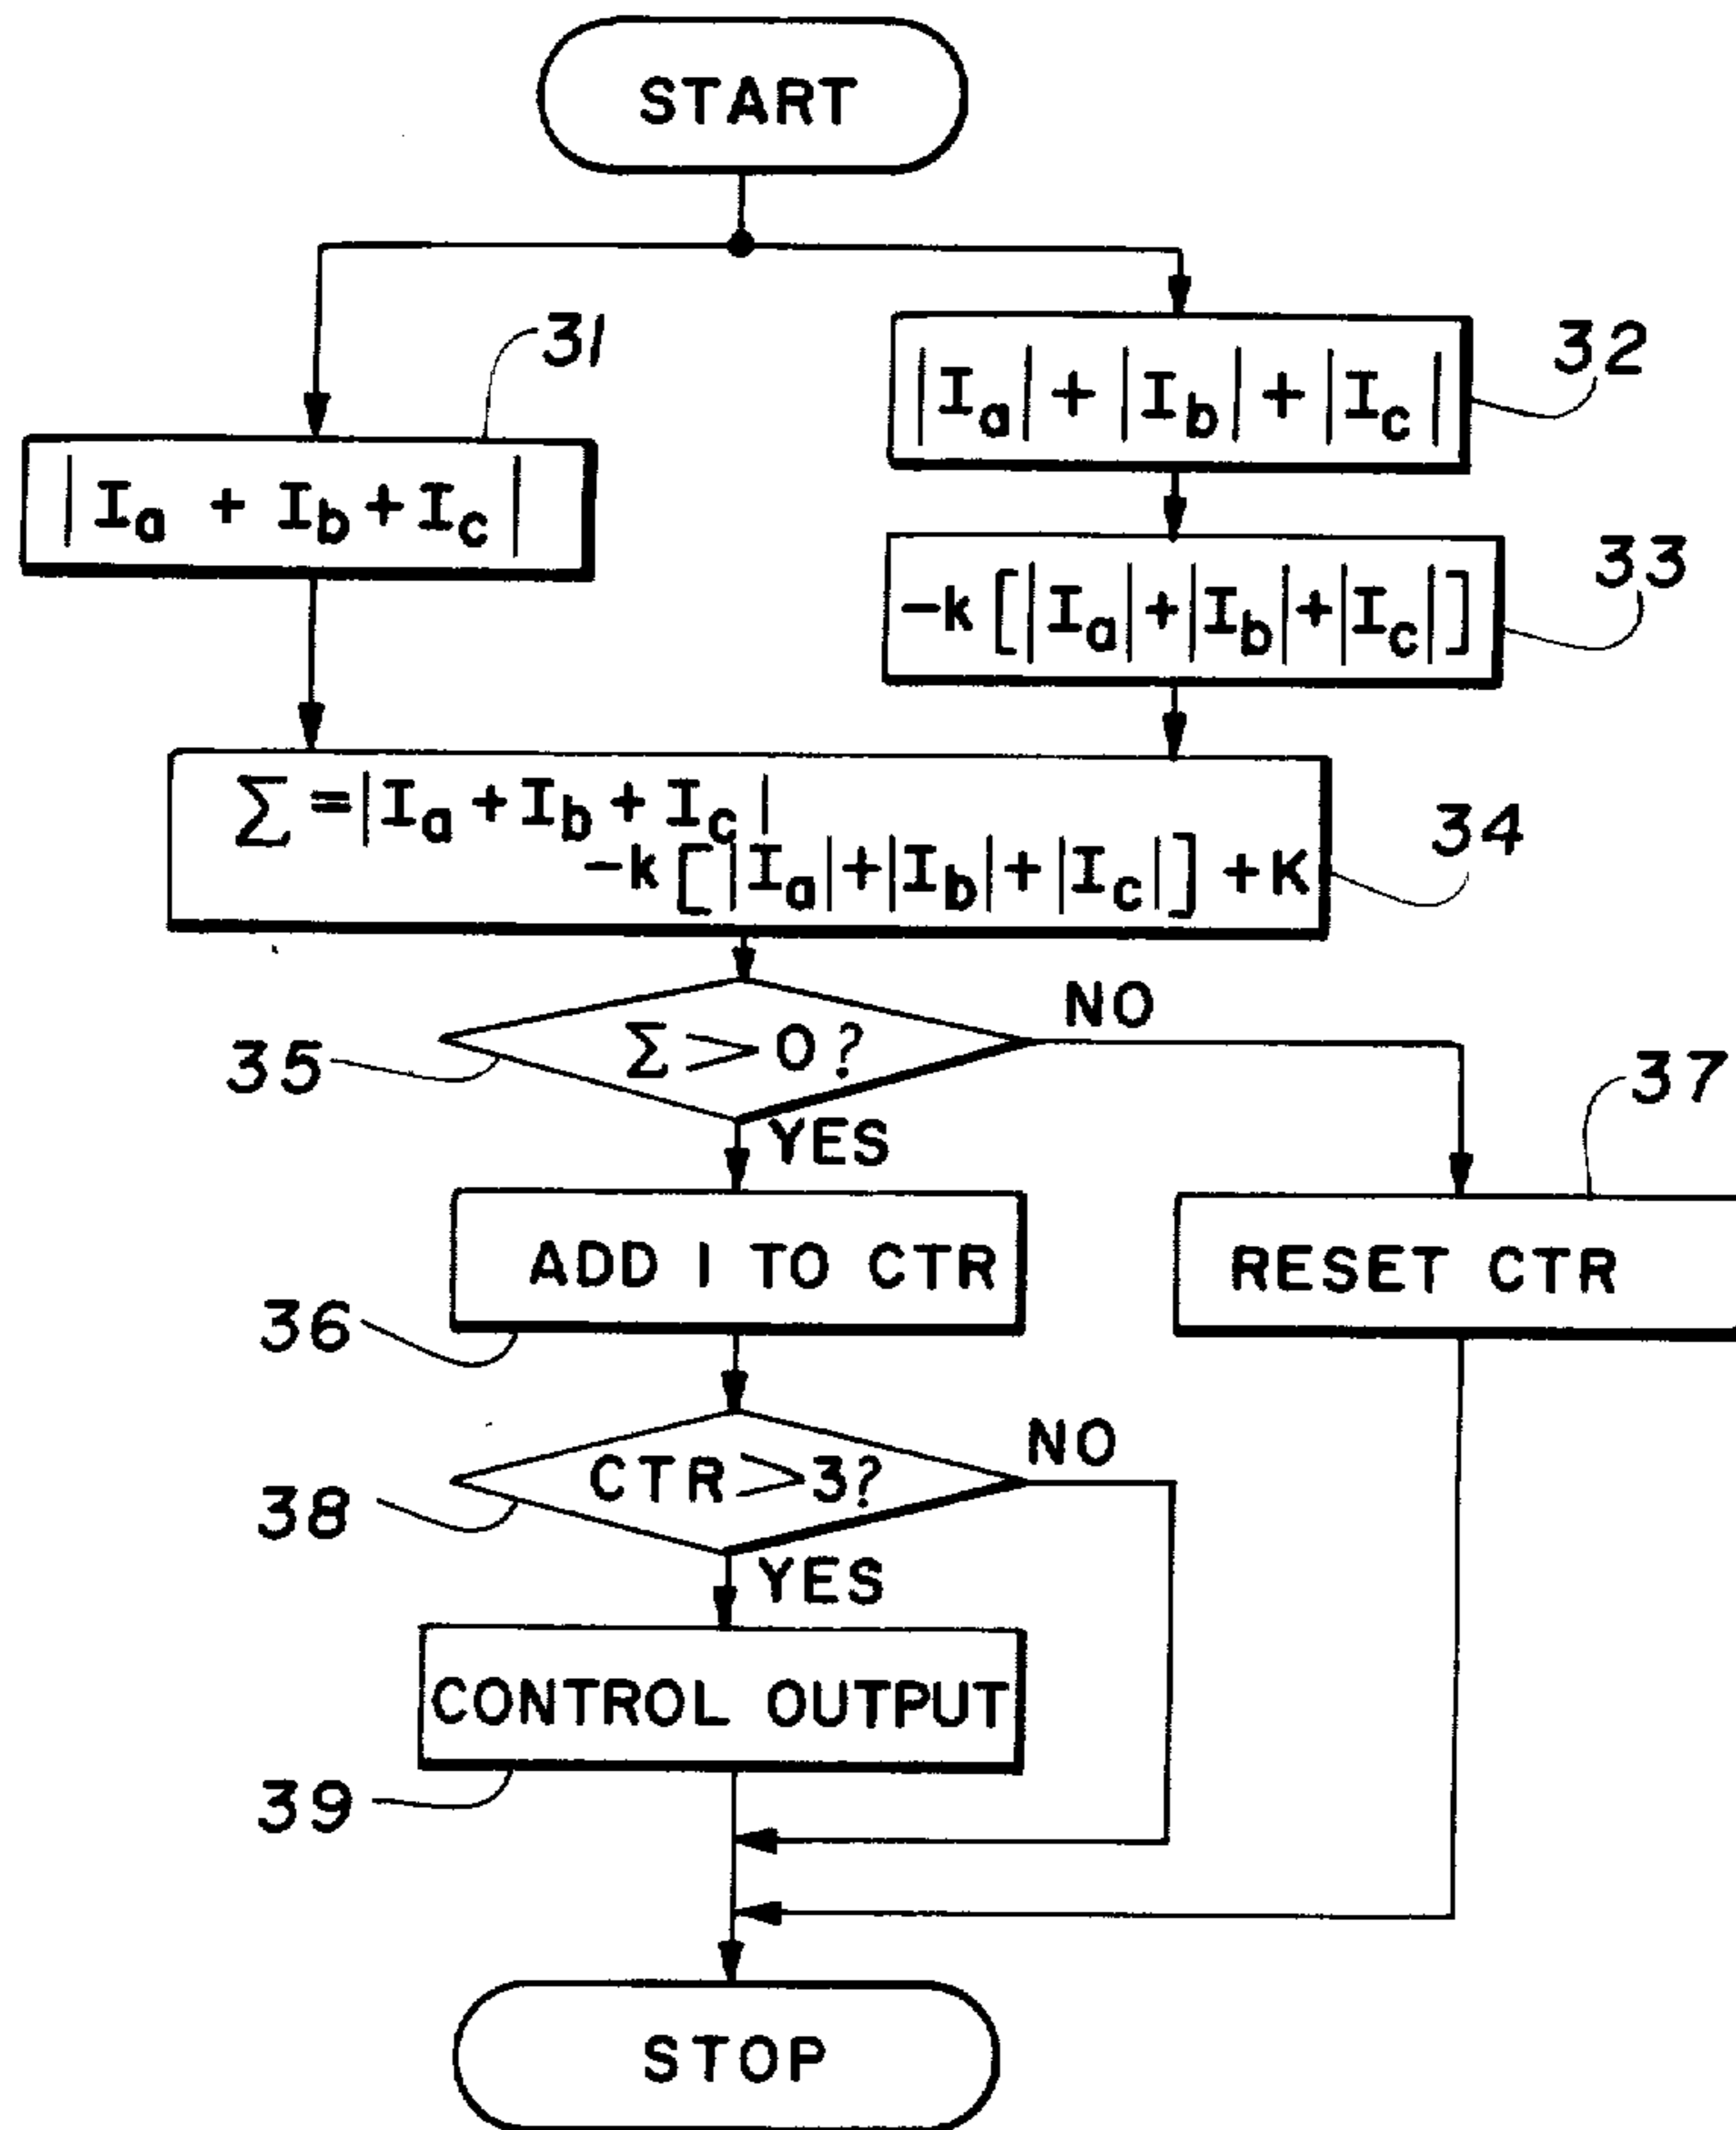 START
31
32
|Ia| + |Ib| + |Ic|
|Ia + Ib + Ic|
33
-k[|Ia|+|Ib|+|Ic|]
Σ =|Ia + Ib + Ic|
-k[|Ia|+|Ib|+|Ic|] +K
34
NO
Σ>0?
35
37
YES
ADD 1 TO CTR
RESET CTR
36
NO
CTR>3?
38
YES
CONTROL OUTPUT
39
STOP